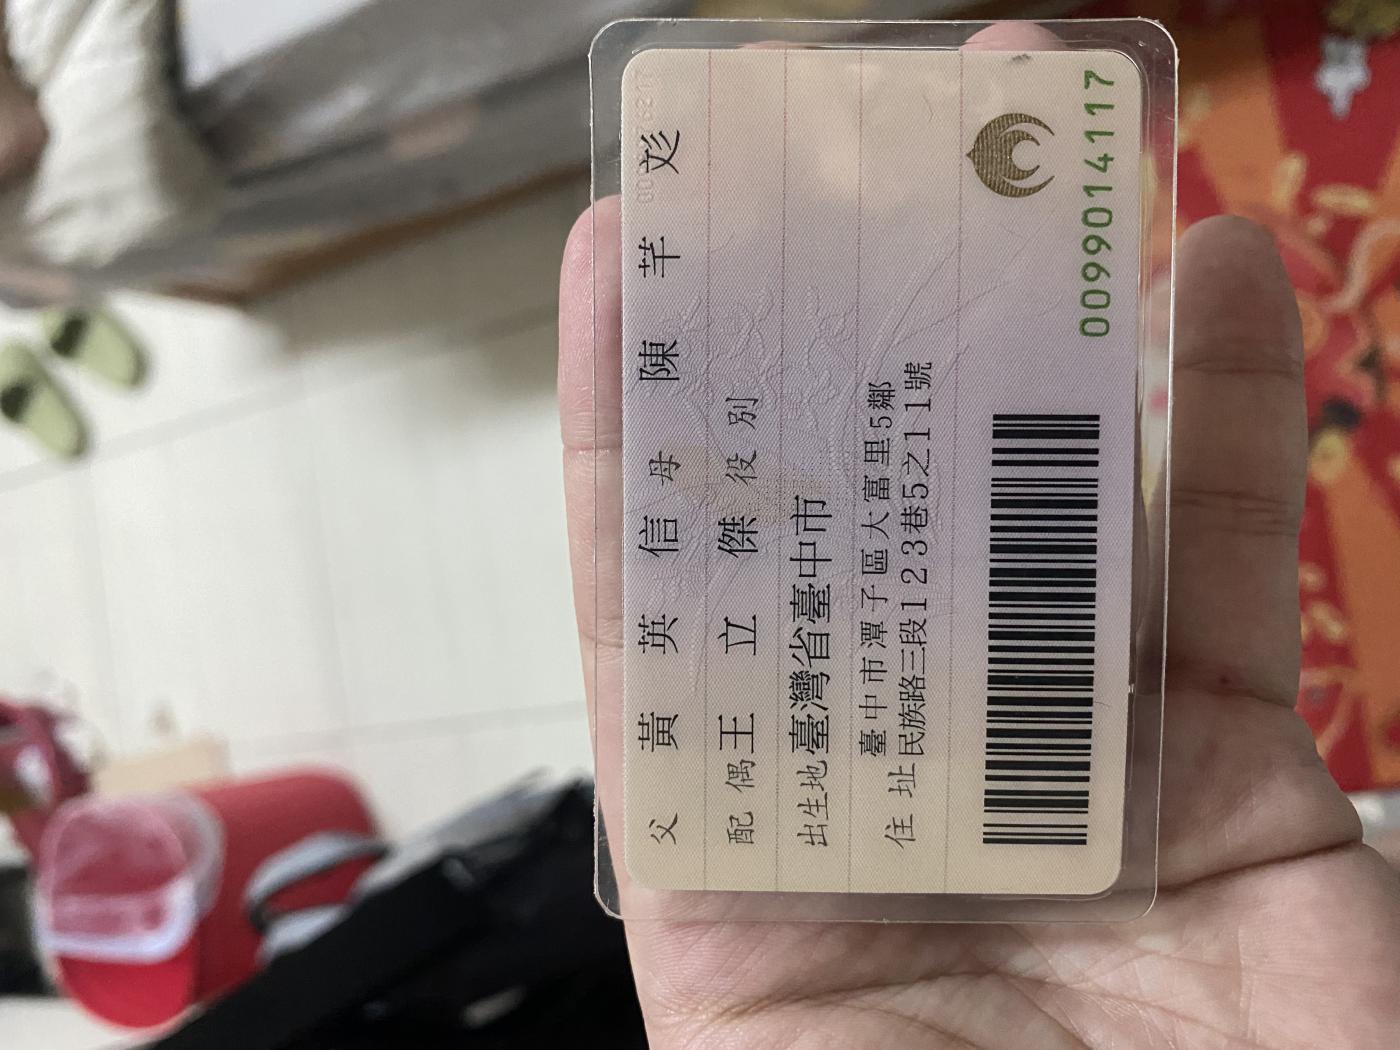 父 黃英信 母 陳芊彣
配偶 王立傑 役別
出生地 臺灣省臺中市
住址 臺中市潭子區大富里5鄰
民族路三段123巷5之11號
0099014117